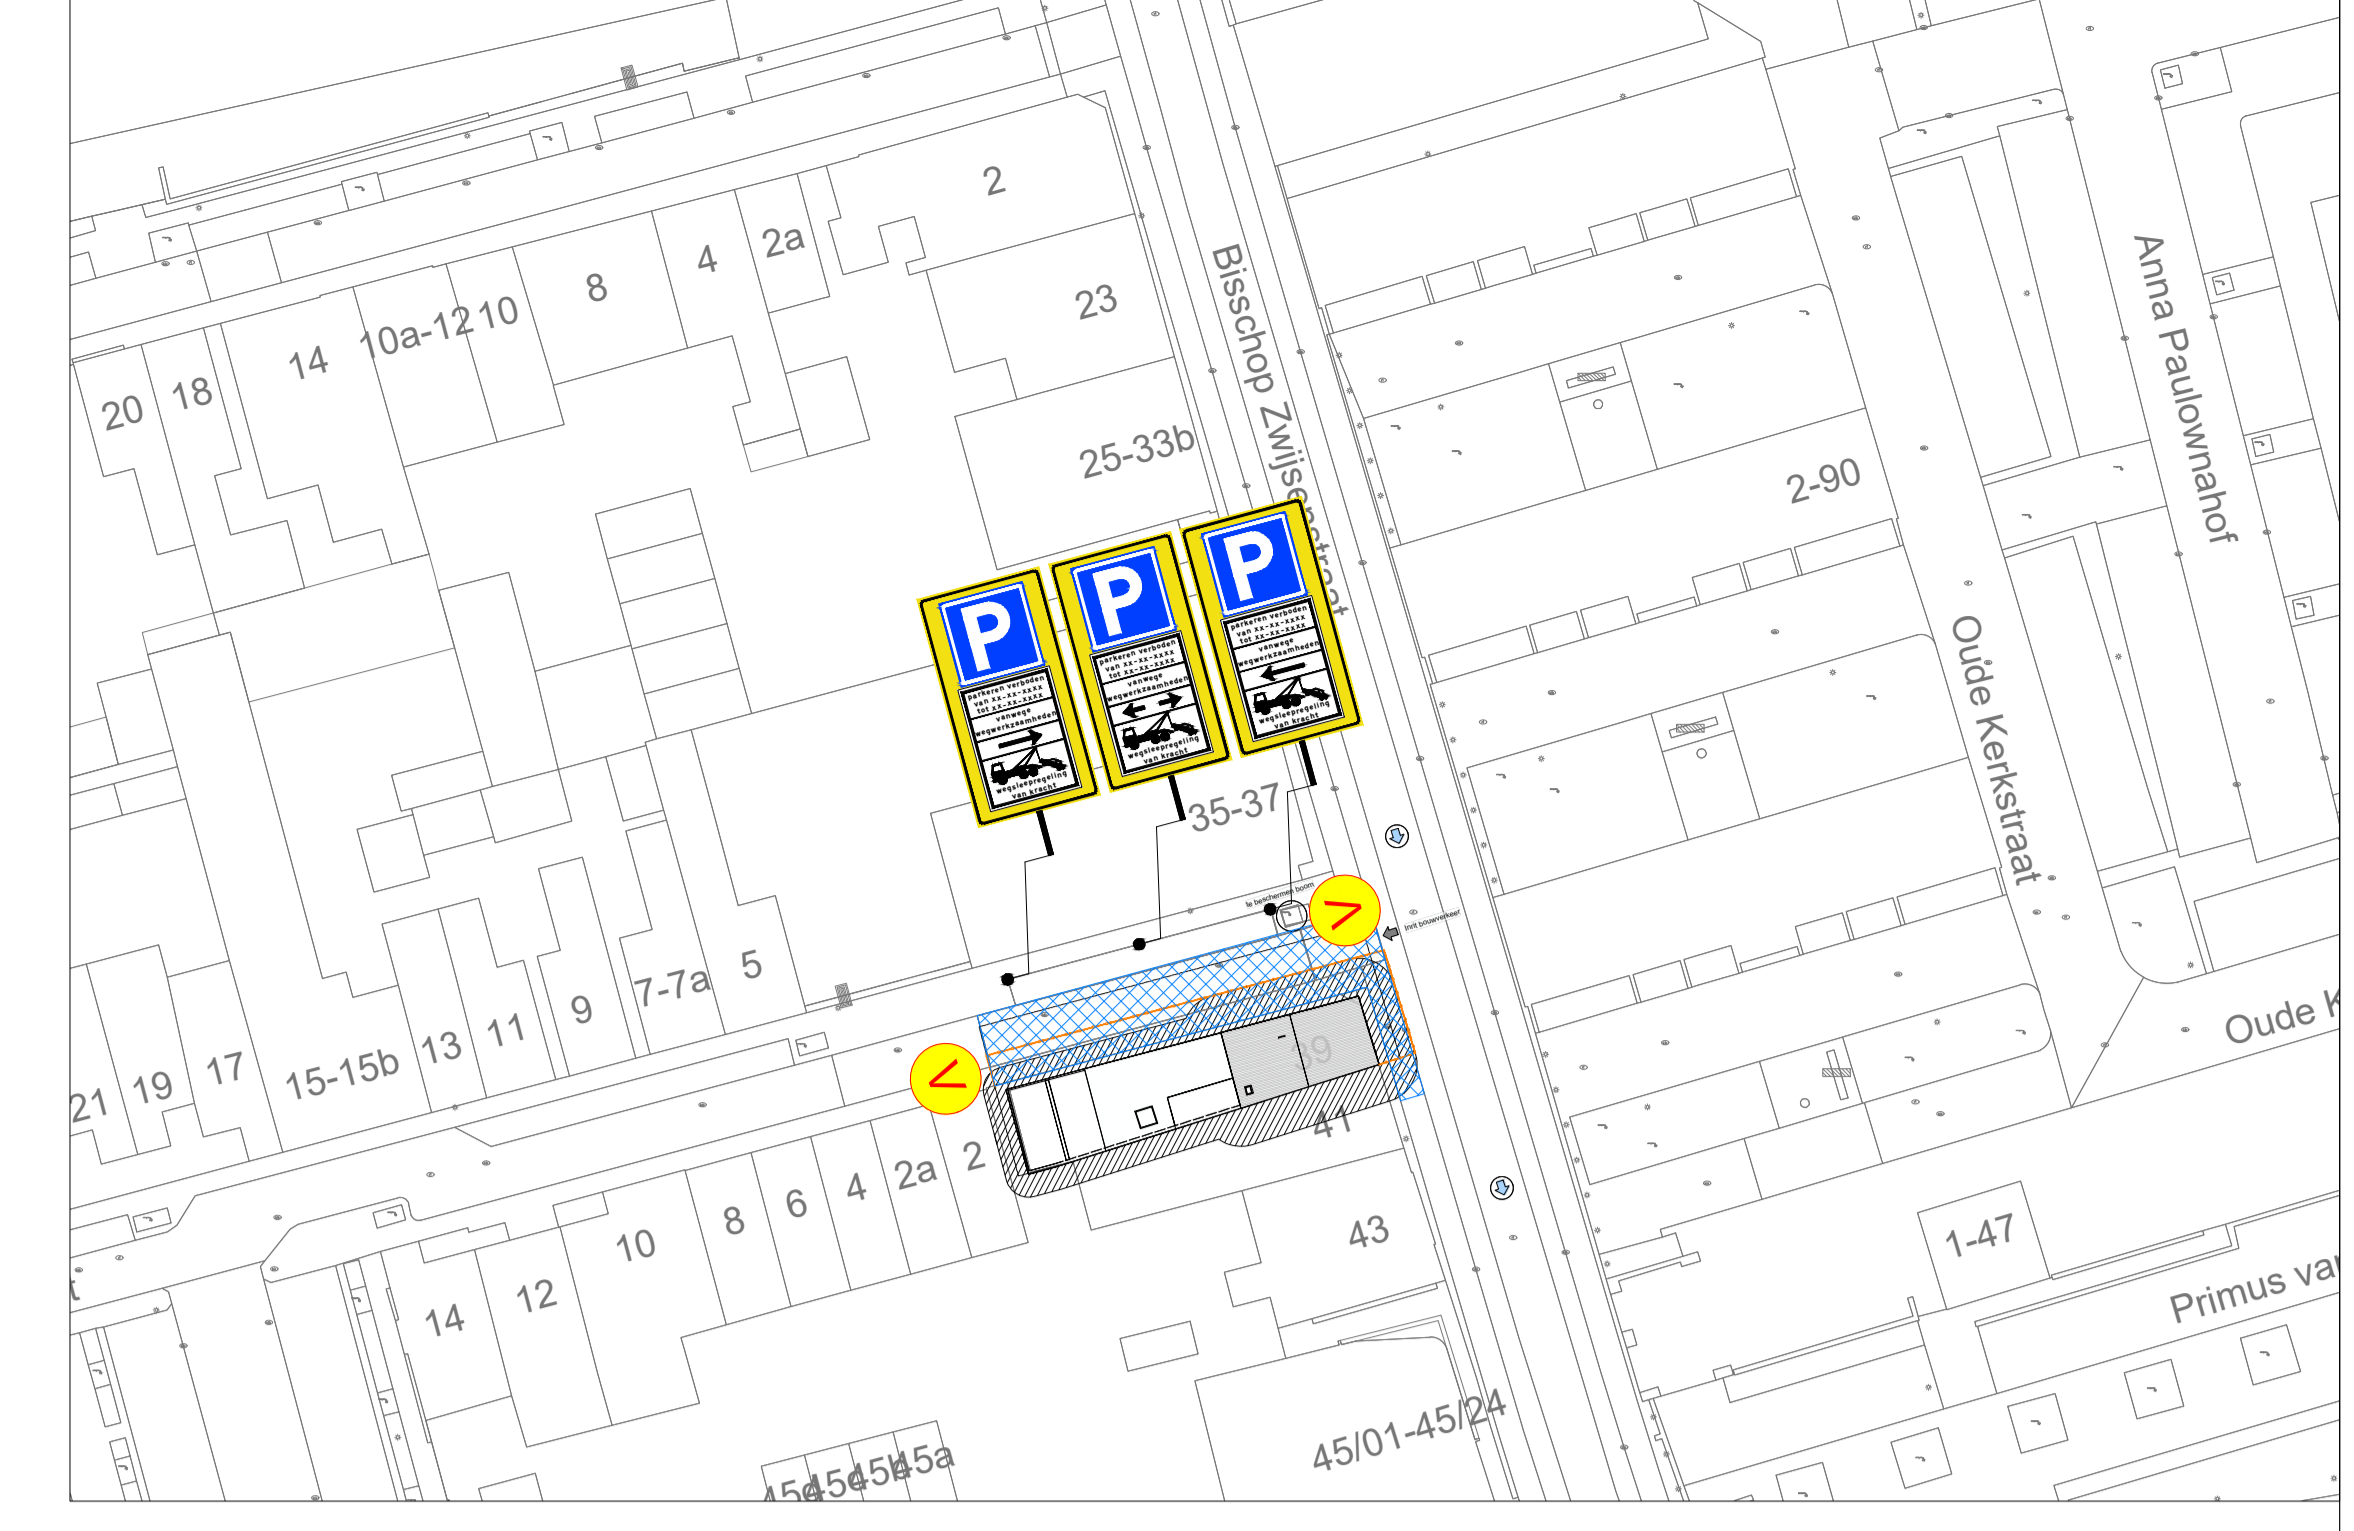 2
2a
4
8
10
10a-12
14
18
20
23
25-33b
Bisschop Zwijsenstraat
Anna Paulownahof
2-90
Oude Kerkstraat
P
parkeren verboden
van xx-xx-xxxx
tot xx-xx-xxxx
vanwege
wegwerkzaamheden
wegsleepregeling
van kracht
P
parkeren verboden
van xx-xx-xxxx
tot xx-xx-xxxx
vanwege
wegwerkzaamheden
wegsleepregeling
van kracht
P
parkeren verboden
van xx-xx-xxxx
tot xx-xx-xxxx
vanwege
wegwerkzaamheden
wegsleepregeling
van kracht
35-37
te beschermen boom
>
Inrit bouwverkeer
5
7-7a
9
11
13
15-15b
17
19
21
<
39
41
Oude K
2
2a
4
6
8
10
12
14
43
1-47
Primus va
t
45/01-45/24
45a
45b
45c
45d